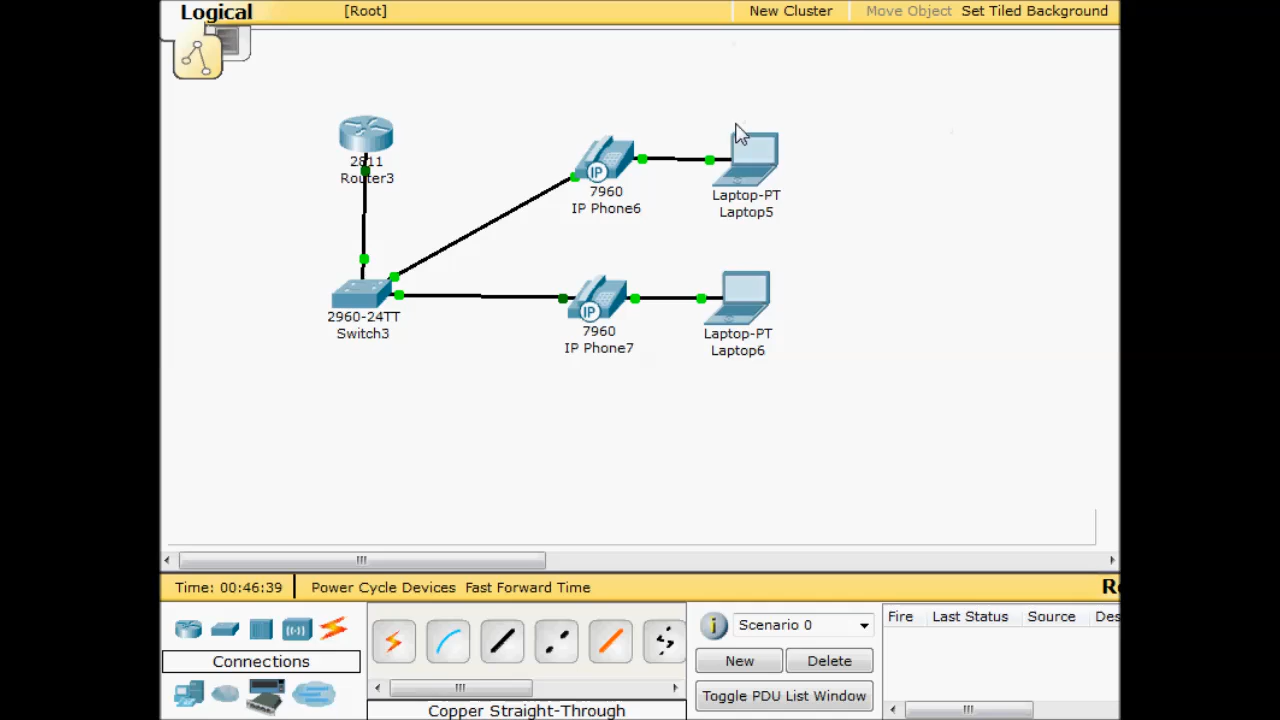 Logical [Root] New Cluster Move Object Set Tiled Background
2811
Router3
IP
7960
IP Phone6
Laptop-PT
Laptop5
2960-24TT
Switch3
IP
7960
IP Phone7
Laptop-PT
Laptop6
Time: 00:46:39 Power Cycle Devices Fast Forward Time
Connections
Copper Straight-Through
i Scenario 0
New Delete
Toggle PDU List Window
Fire Last Status Source